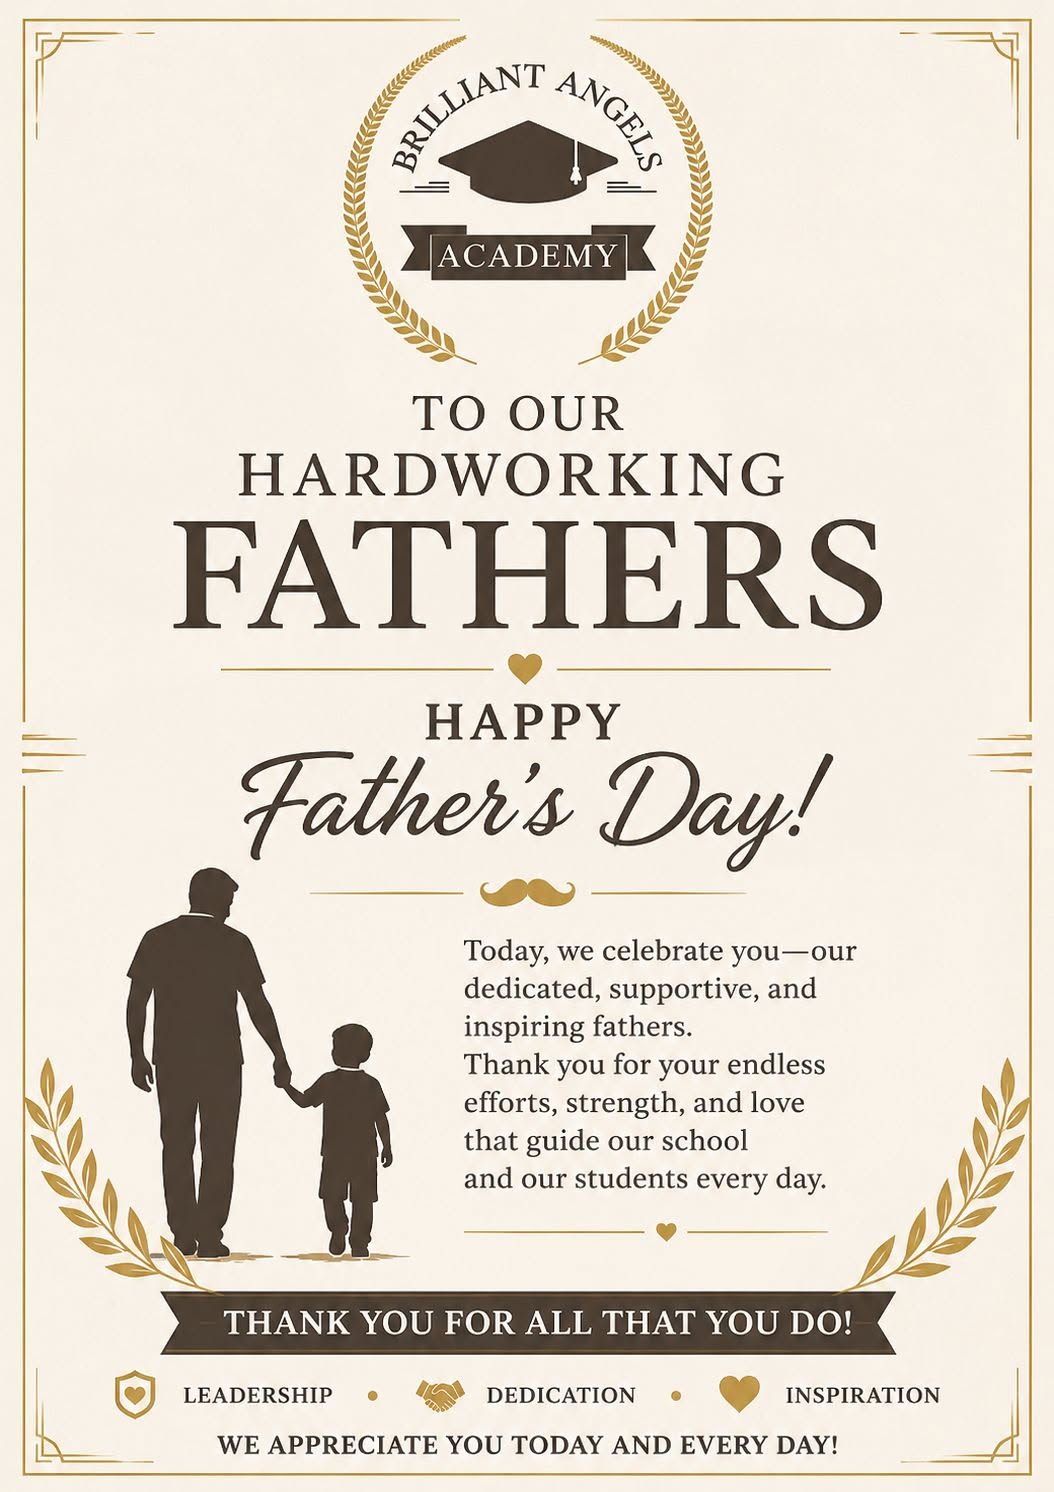 BRILLIANT ANGELS
ACADEMY
TO OUR
HARDWORKING
FATHERS
HAPPY
Father's Day!
Today, we celebrate you—our
dedicated, supportive, and
inspiring fathers.
Thank you for your endless
efforts, strength, and love
that guide our school
and our students every day.
THANK YOU FOR ALL THAT YOU DO!
LEADERSHIP • DEDICATION • INSPIRATION
WE APPRECIATE YOU TODAY AND EVERY DAY!